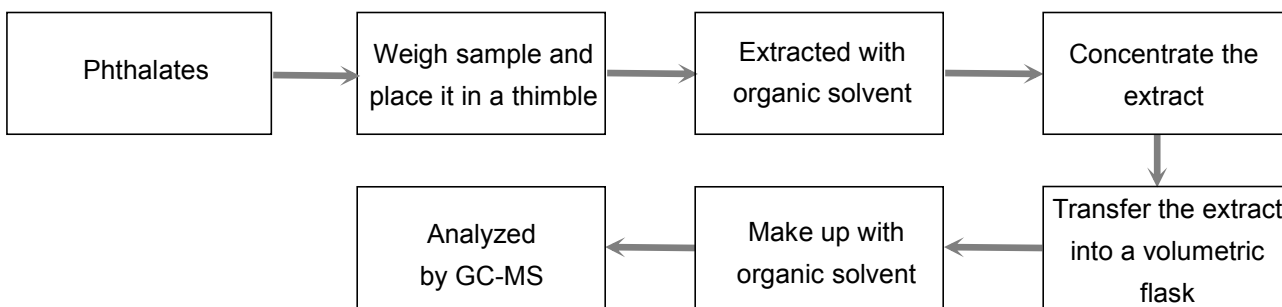 Phthalates
Weigh sample and
place it in a thimble
Extracted with
organic solvent
Concentrate the
extract
Transfer the extract
into a volumetric
flask
Make up with
organic solvent
Analyzed
by GC-MS